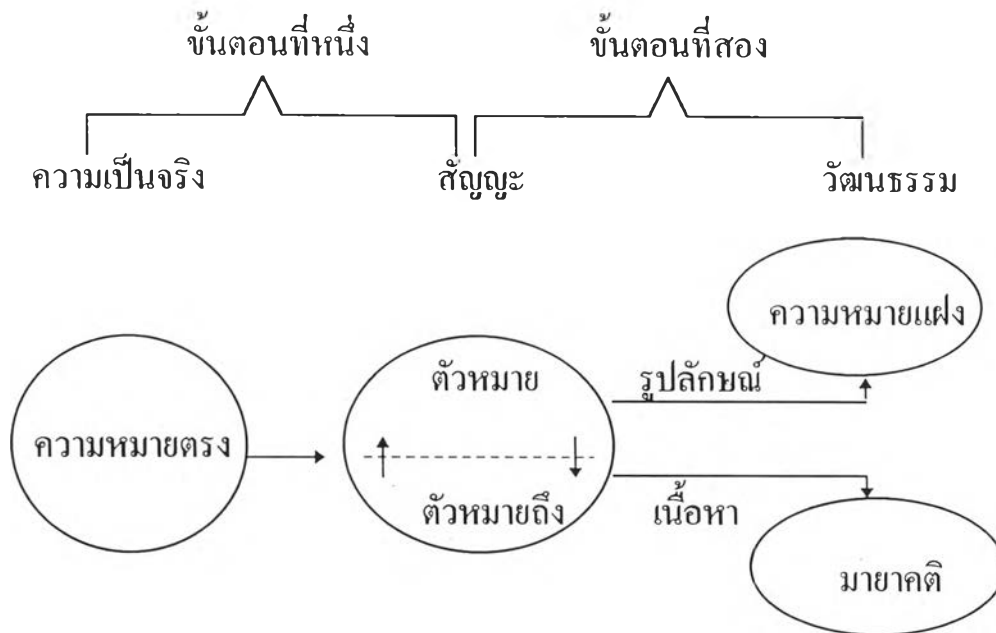 ขั้นตอนที่หนึ่ง ขั้นตอนที่สอง
ความเป็นจริง สัญญะ วัฒนธรรม
ความหมายแฝง
ตัวหมาย รูปลักษณ์
ความหมายตรง
ตัวหมายถึง เนื้อหา
มายาคติ